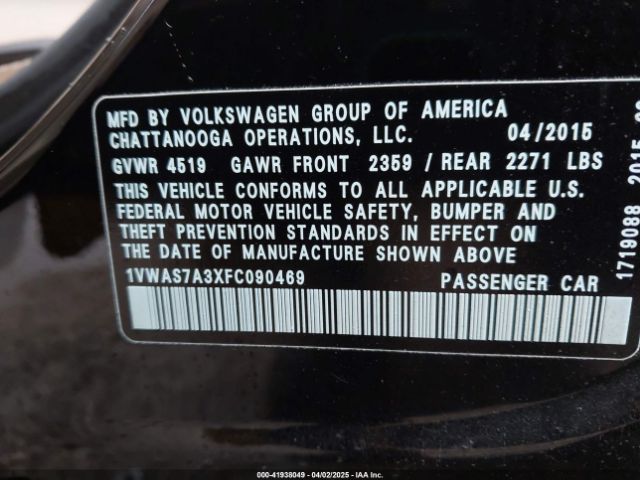 MFD BY VOLKSWAGEN GROUP OF AMERICA
CHATTANOOGA OPERATIONS, LLC. 04/2015
GVWR 4519 GAWR FRONT 2359 / REAR 2271 LBS
THIS VEHICLE CONFORMS TO ALL APPLICABLE U.S.
FEDERAL MOTOR VEHICLE SAFETY, BUMPER AND
THEFT PREVENTION STANDARDS IN EFFECT ON
THE DATE OF MANUFACTURE SHOWN ABOVE
1VWAS7A3XFC090469 PASSENGER CAR
1719088 2015
000-41938049 - 04/02/2025 - IAA Inc.